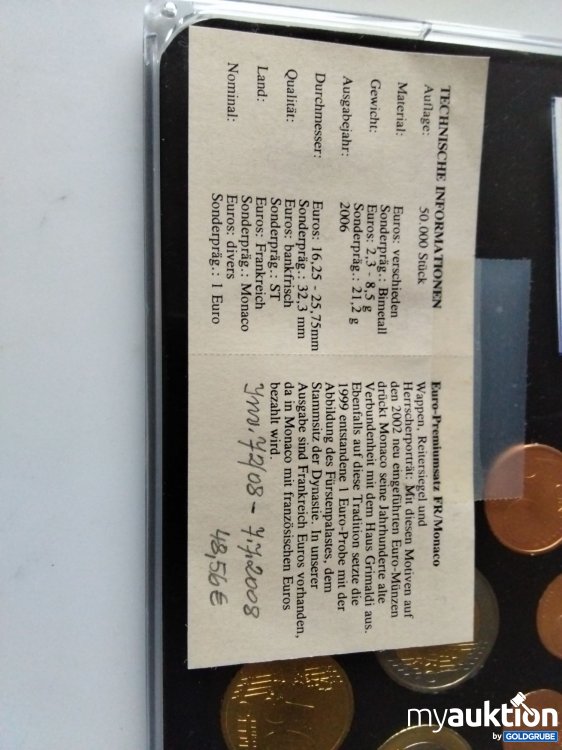 TECHNISCHE INFORMATIONEN
Auflage: 50.000 Stück
Material: Euros: verschieden
Sonderpräg.: Bimetall
Gewicht: Euros: 2,3 - 8,5 g
Sonderpräg.: 21,2 g
Ausgabejahr: 2006
Durchmesser: Euros: 16,25 - 25,75mm
Sonderpräg.: 32,3 mm
Qualität: Euros: bankfrisch
Sonderpräg.: ST
Land: Euros: Frankreich
Sonderpräg.: Monaco
Nominal: Euros: divers
Sonderpräg.: 1 Euro
Euro-Premiumsatz FR/Monaco
Wappen, Reitersiegel und
Herrscherporträt: Mit diesen Motiven auf
den 2002 neu eingeführten Euro-Münzen
drückt Monaco seine Jahrhunderte alte
Verbundenheit mit dem Haus Grimaldi aus.
Ebenfalls auf diese Tradition setzte die
1999 entstandene 1 Euro-Probe mit der
Abbildung des Fürstenpalastes, dem
Stammsitz der Dynastie. In unserer
Ausgabe sind Frankreich Euros vorhanden,
da in Monaco mit französischen Euros
bezahlt wird.
72/08 - 7.7.2008
48,56 €
myauktion
by GOLDGRUBE